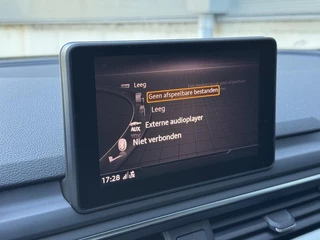 Leeg
Geen afspeelbare bestanden
Leeg
Externe audioplayer
AUX
Niet verbonden
17:28